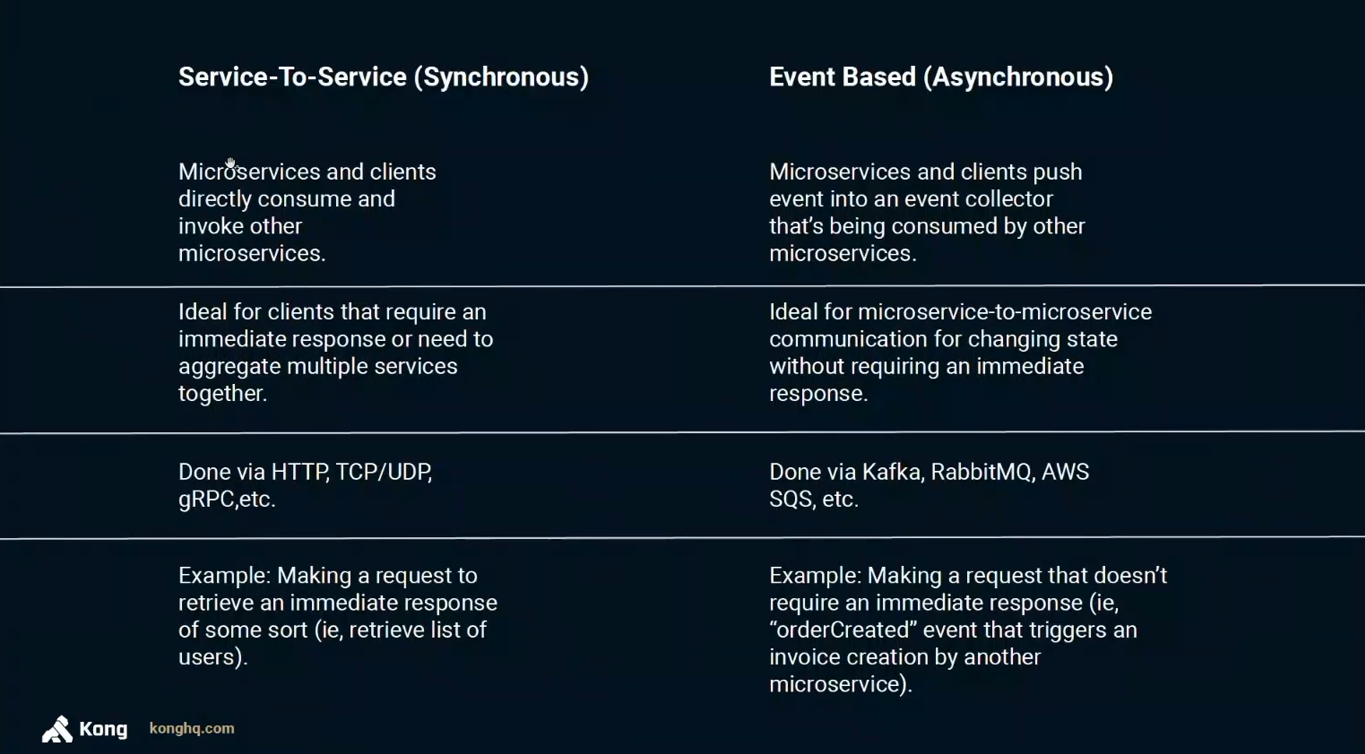 Service-To-Service (Synchronous)
Microservices and clients
directly consume and
invoke other
microservices.
Ideal for clients that require an
immediate response or need to
aggregate multiple services
together.
Done via HTTP, TCP/UDP,
gRPC,etc.
Example: Making a request to
retrieve an immediate response
of some sort (ie, retrieve list of
users).
Event Based (Asynchronous)
Microservices and clients push
event into an event collector
that’s being consumed by other
microservices.
Ideal for microservice-to-microservice
communication for changing state
without requiring an immediate
response.
Done via Kafka, RabbitMQ, AWS
SQS, etc.
Example: Making a request that doesn’t
require an immediate response (ie,
“orderCreated” event that triggers an
invoice creation by another
microservice).
Kong
konghq.com